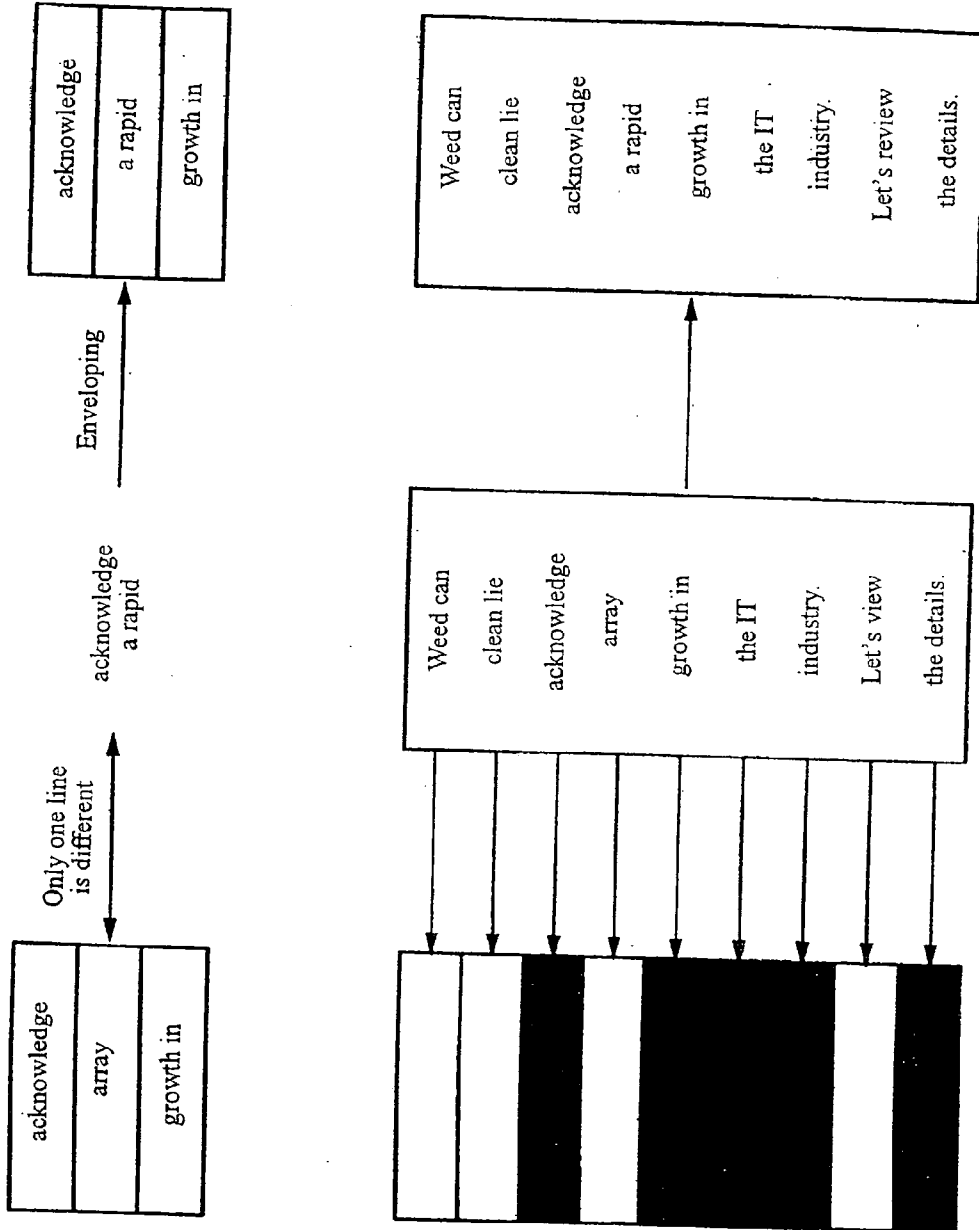 acknowledge
array
growth in
Only one line
is different
acknowledge
a rapid
Enveloping
acknowledge
a rapid
growth in
Weed can
clean lie
acknowledge
array
growth in
the IT
industry.
Let's view
the details.
Weed can
clean lie
acknowledge
a rapid
growth in
the IT
industry.
Let's review
the details.